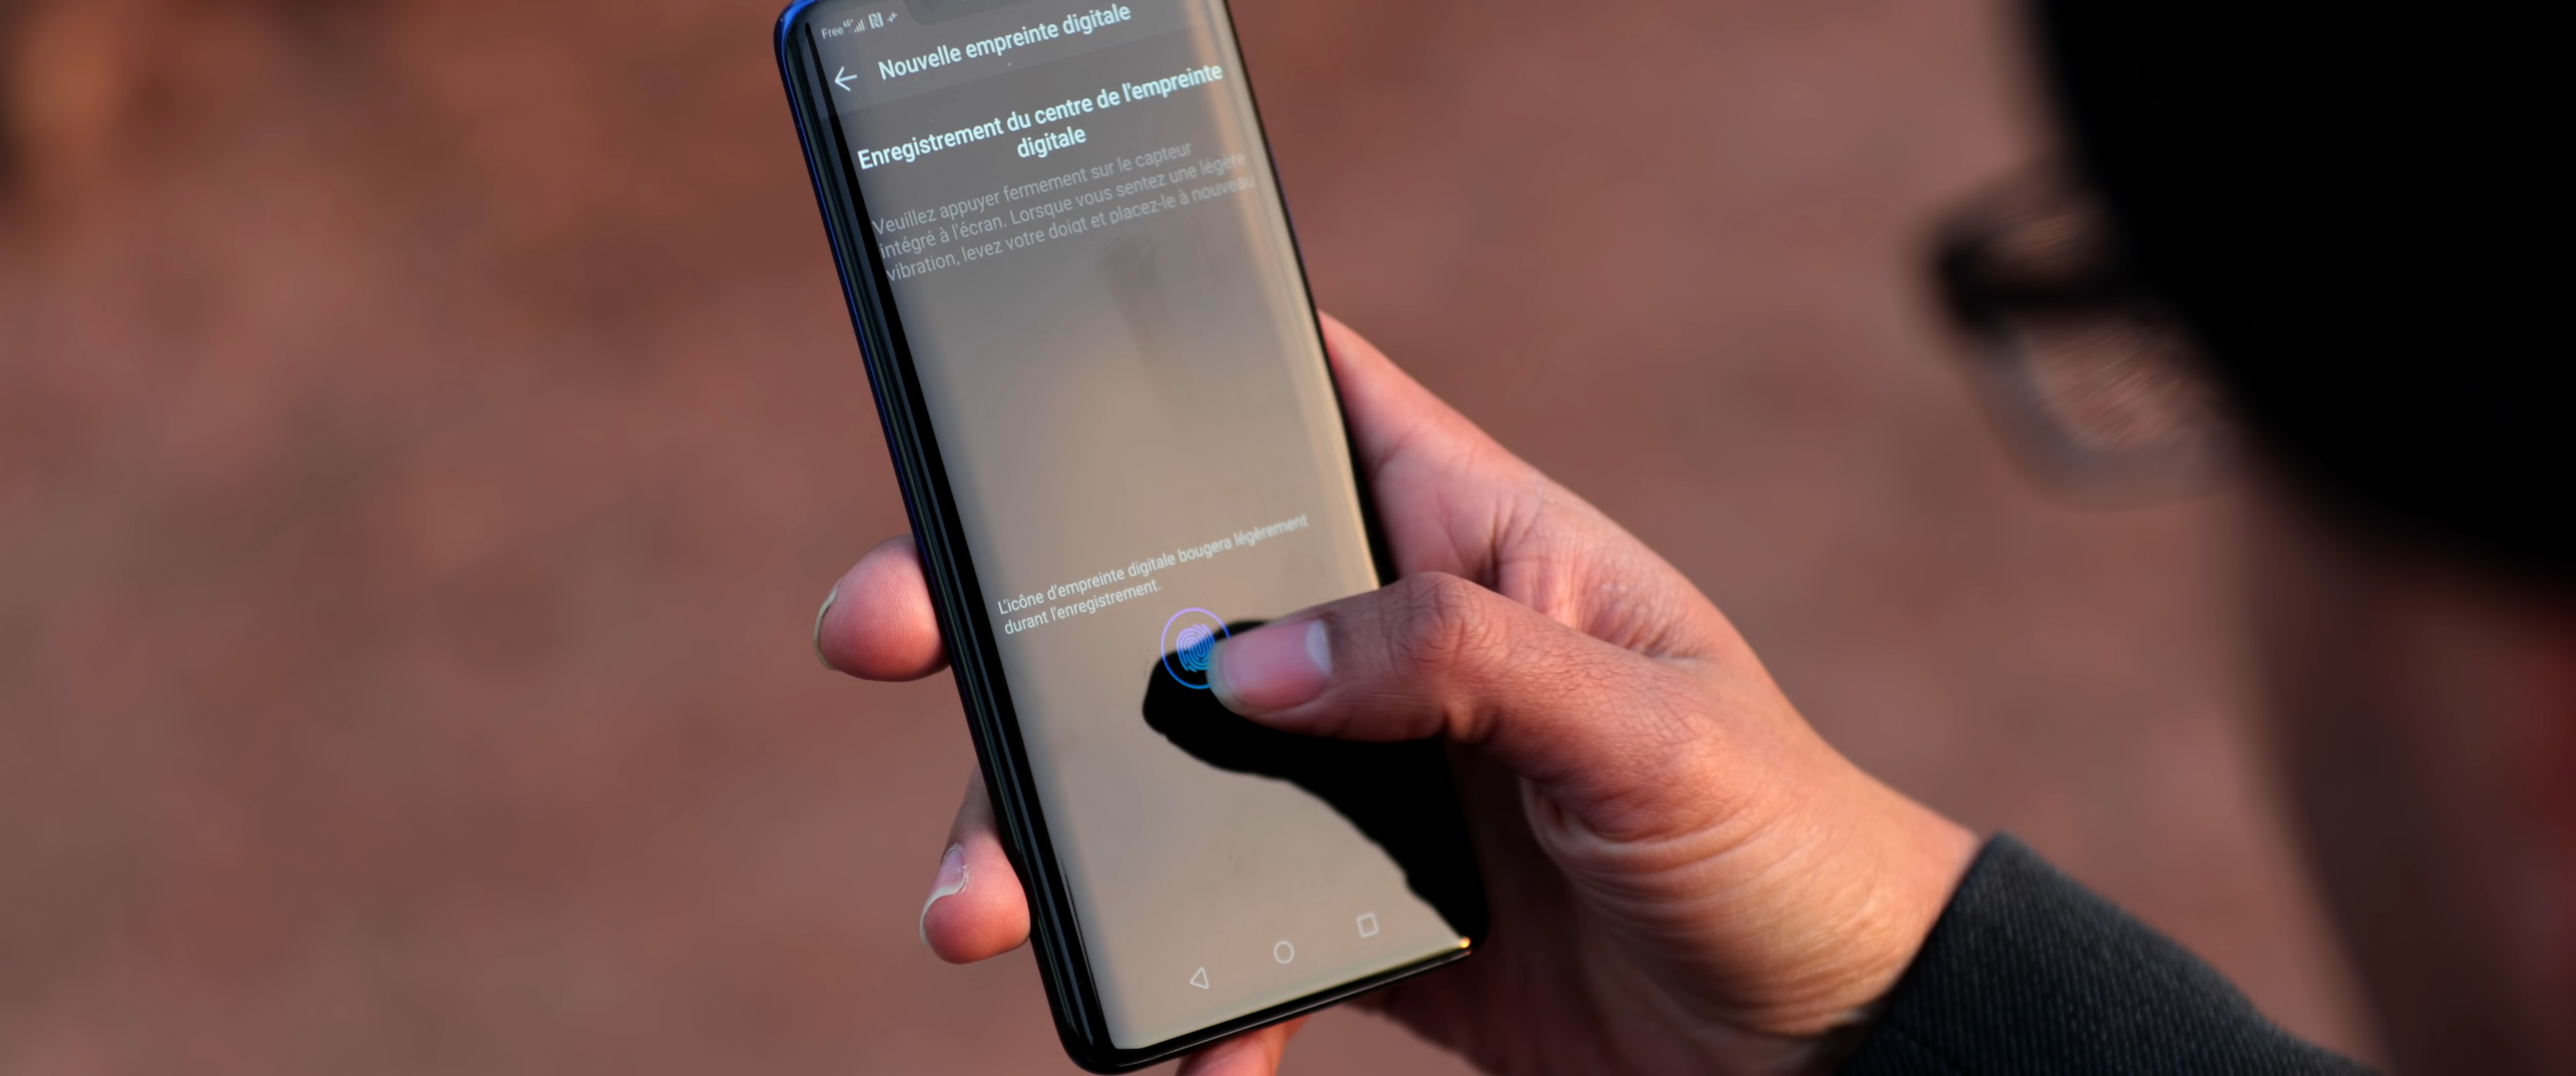 Free 4G
Nouvelle empreinte digitale
Enregistrement du centre de l'empreinte
digitale
Veuillez appuyer fermement sur le capteur
intégré à l'écran. Lorsque vous sentez une légère
vibration, levez votre doigt et placez-le à nouveau
L'icône d'empreinte digitale bougera légèrement
durant l'enregistrement.